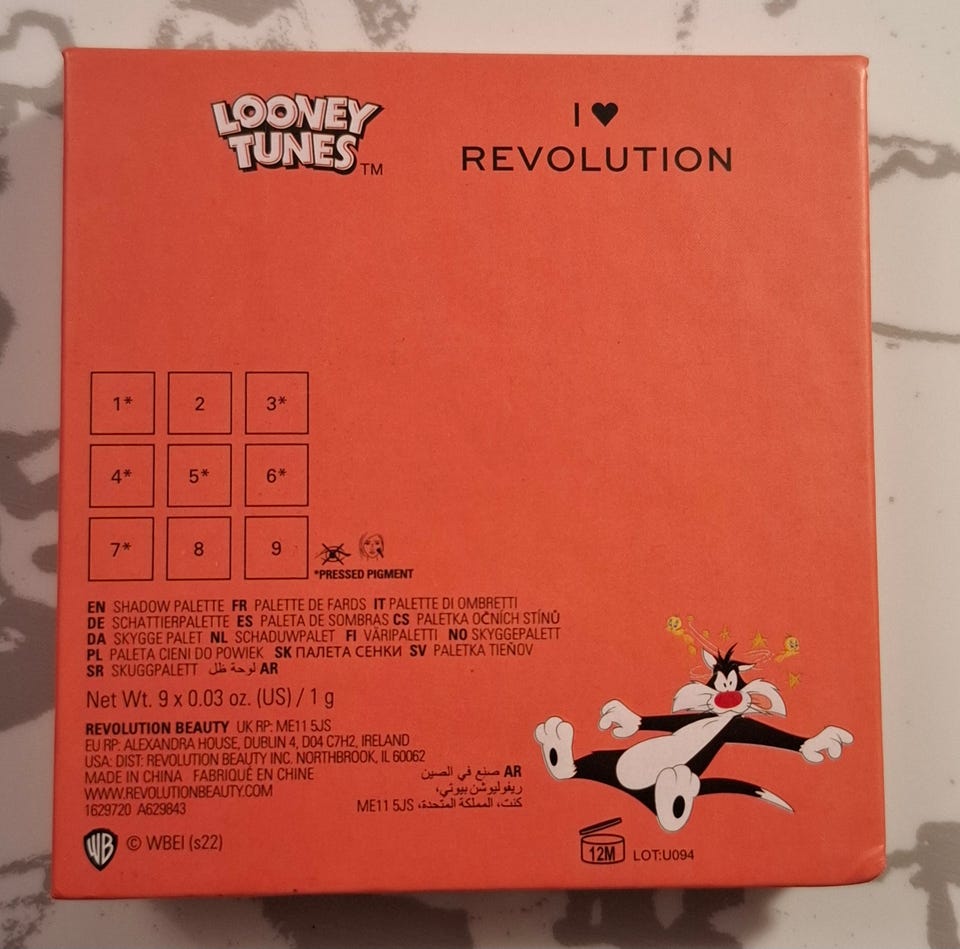 LOONEY
TUNES™
I ♥
REVOLUTION
1* 2 3*
4* 5* 6*
7* 8 9
*PRESSED PIGMENT
EN SHADOW PALETTE FR PALETTE DE FARDS IT PALETTE DI OMBRETTI
DE SCHATTIERPALETTE ES PALETA DE SOMBRAS CS PALETKA OČNÍCH STÍNŮ
DA SKYGGE PALET NL SCHADUWPALET FI VÄRIPALETTI NO SKYGGEPALETT
PL PALETA CIENI DO POWIEK SK ПАЛЕТА СЕНКИ SV PALETKA TIEŇOV
SR SKUGGPALETT لوحة ظل AR
Net Wt. 9 x 0.03 oz. (US) / 1 g
REVOLUTION BEAUTY UK RP: ME11 5JS
EU RP: ALEXANDRA HOUSE, DUBLIN 4, D04 C7H2, IRELAND
USA: DIST: REVOLUTION BEAUTY INC. NORTHBROOK, IL 60062
MADE IN CHINA FABRIQUÉ EN CHINE
WWW.REVOLUTIONBEAUTY.COM
1629720 A629843
AR صنع في الصين
ريفوليوشن بيوتي،
كنت، المملكة المتحدة، ME11 5JS
WB © WBEI (s22)
12M LOT:U094